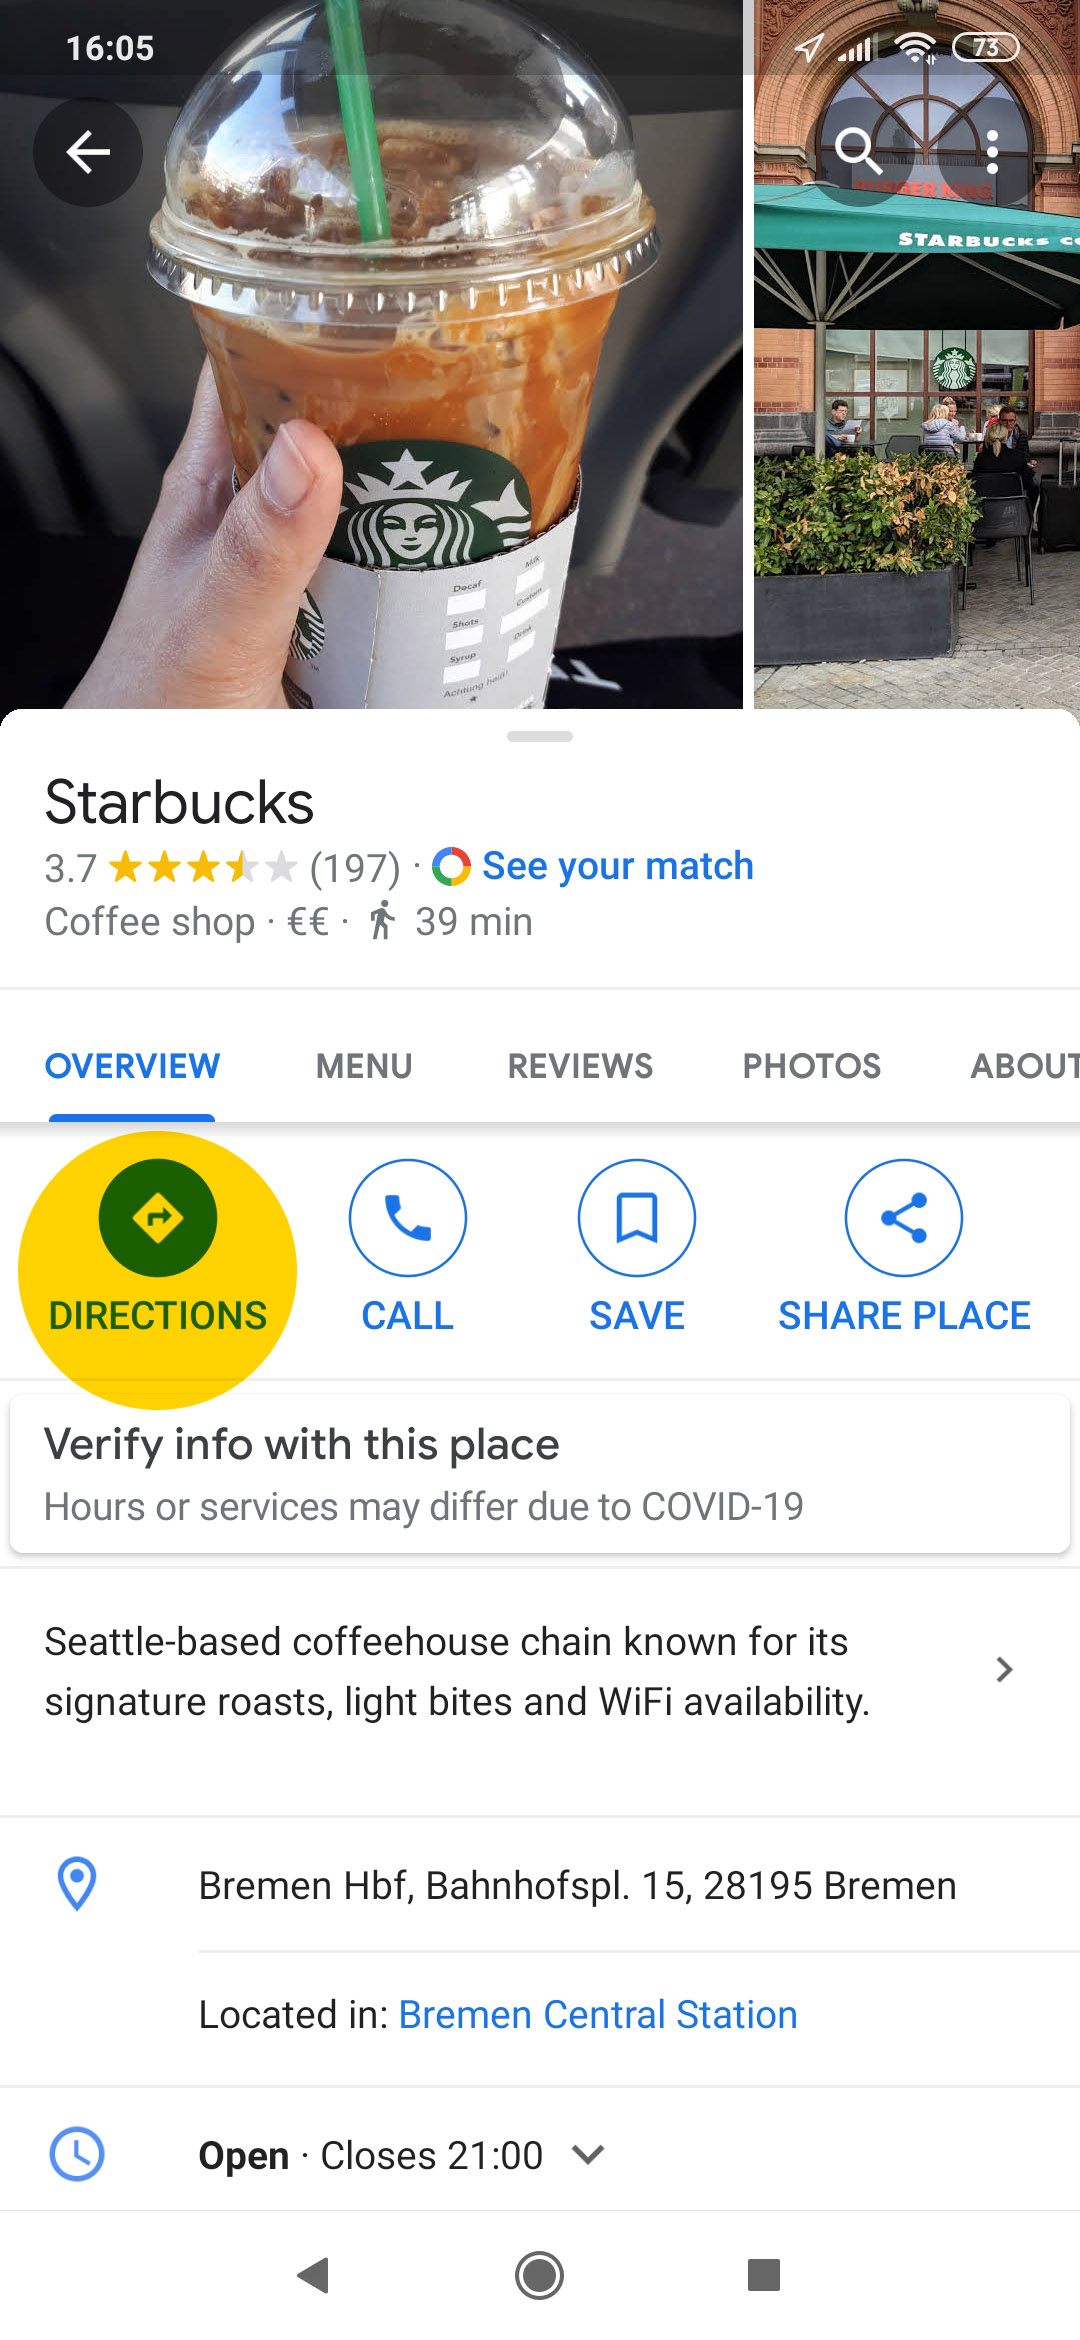 16:05
73
BURGER KING
STARBUCKS
Decaf
Milk
Shots
Custom
Syrup
Drink
Achtung heiß!
Starbucks
3.7 (197) · See your match
Coffee shop · €€ · 39 min
OVERVIEW MENU REVIEWS PHOTOS ABOUT
DIRECTIONS CALL SAVE SHARE PLACE
Verify info with this place
Hours or services may differ due to COVID-19
Seattle-based coffeehouse chain known for its
signature roasts, light bites and WiFi availability.
Bremen Hbf, Bahnhofspl. 15, 28195 Bremen
Located in: Bremen Central Station
Open · Closes 21:00